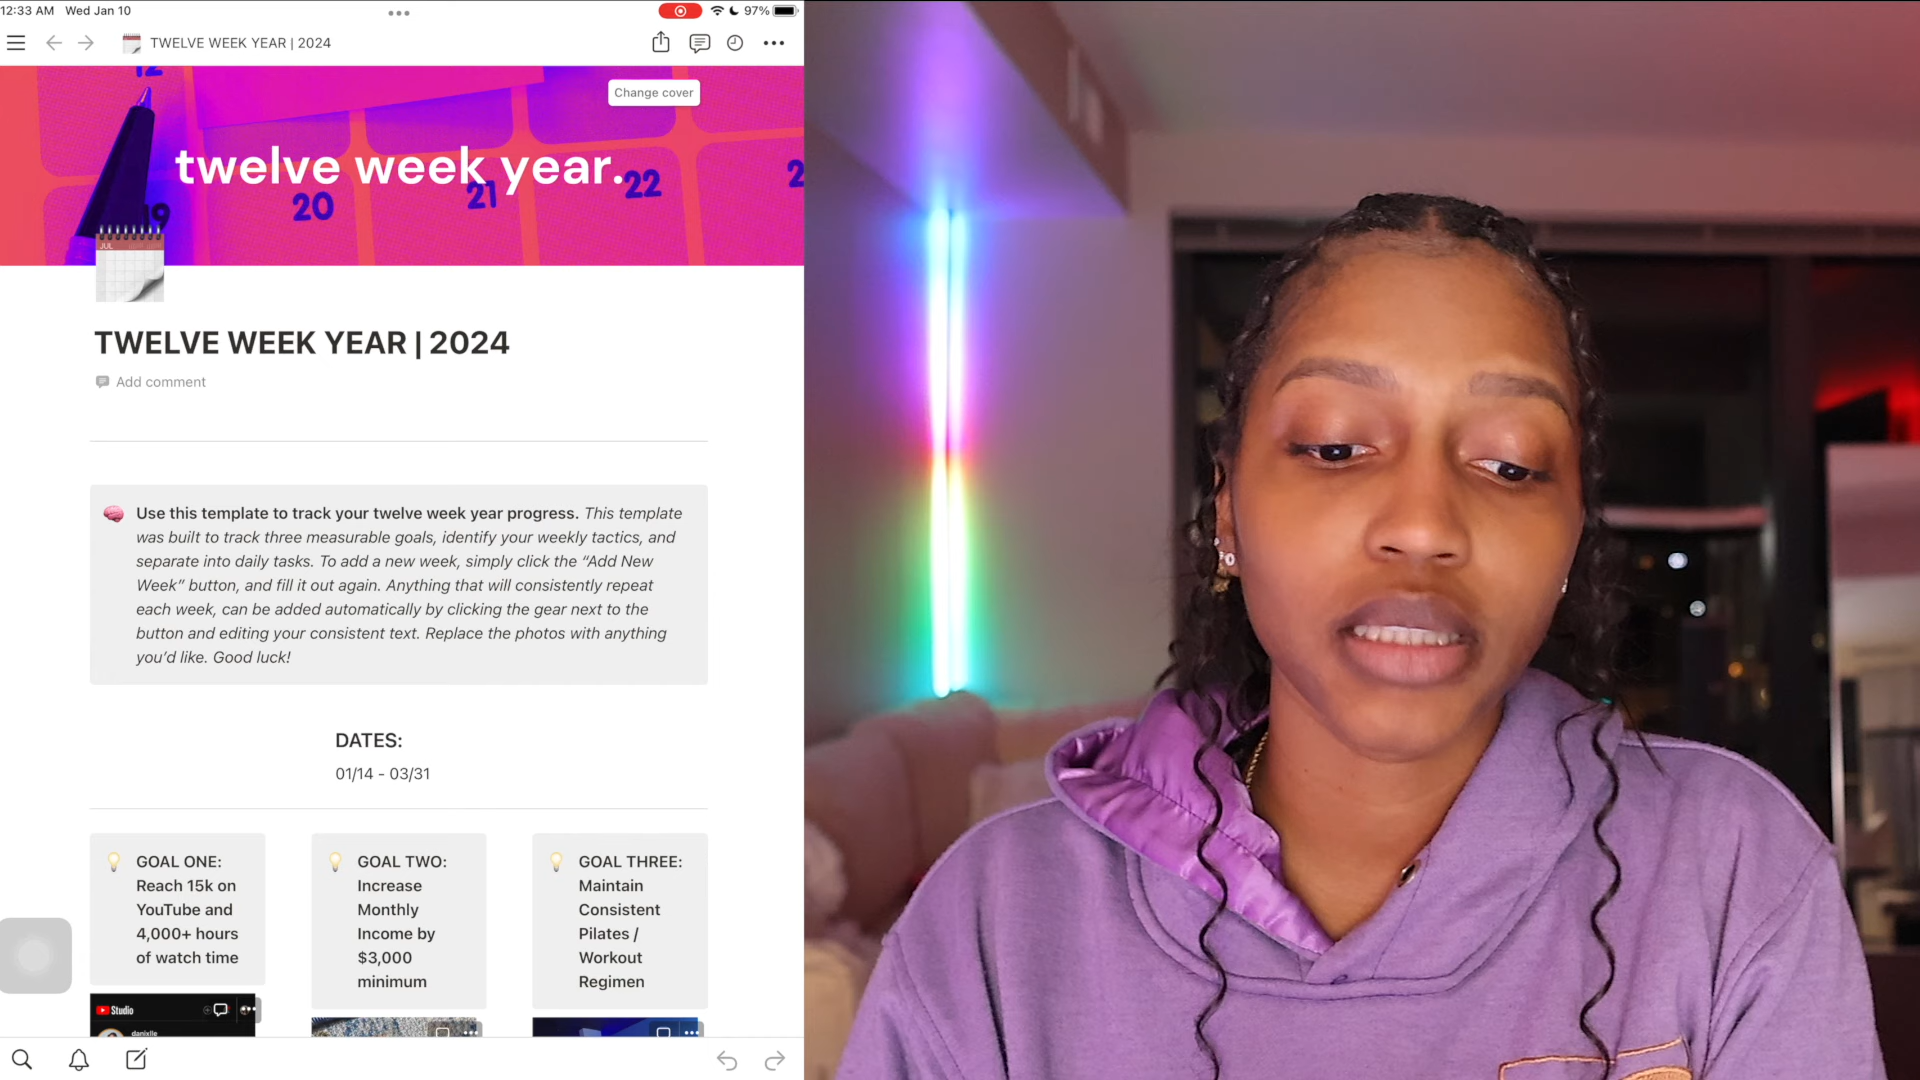 12:33 AM Wed Jan 10
97%
TWELVE WEEK YEAR | 2024
Change cover
12
twelve week year.
19
20
21
22
2
JUL
TWELVE WEEK YEAR | 2024
Add comment
Use this template to track your twelve week year progress. This template
was built to track three measurable goals, identify your weekly tactics, and
separate into daily tasks. To add a new week, simply click the “Add New
Week” button, and fill it out again. Anything that will consistently repeat
each week, can be added automatically by clicking the gear next to the
button and editing your consistent text. Replace the photos with anything
you’d like. Good luck!
DATES:
01/14 - 03/31
GOAL ONE:
Reach 15k on
YouTube and
4,000+ hours
of watch time
GOAL TWO:
Increase
Monthly
Income by
$3,000
minimum
GOAL THREE:
Maintain
Consistent
Pilates /
Workout
Regimen
Studio